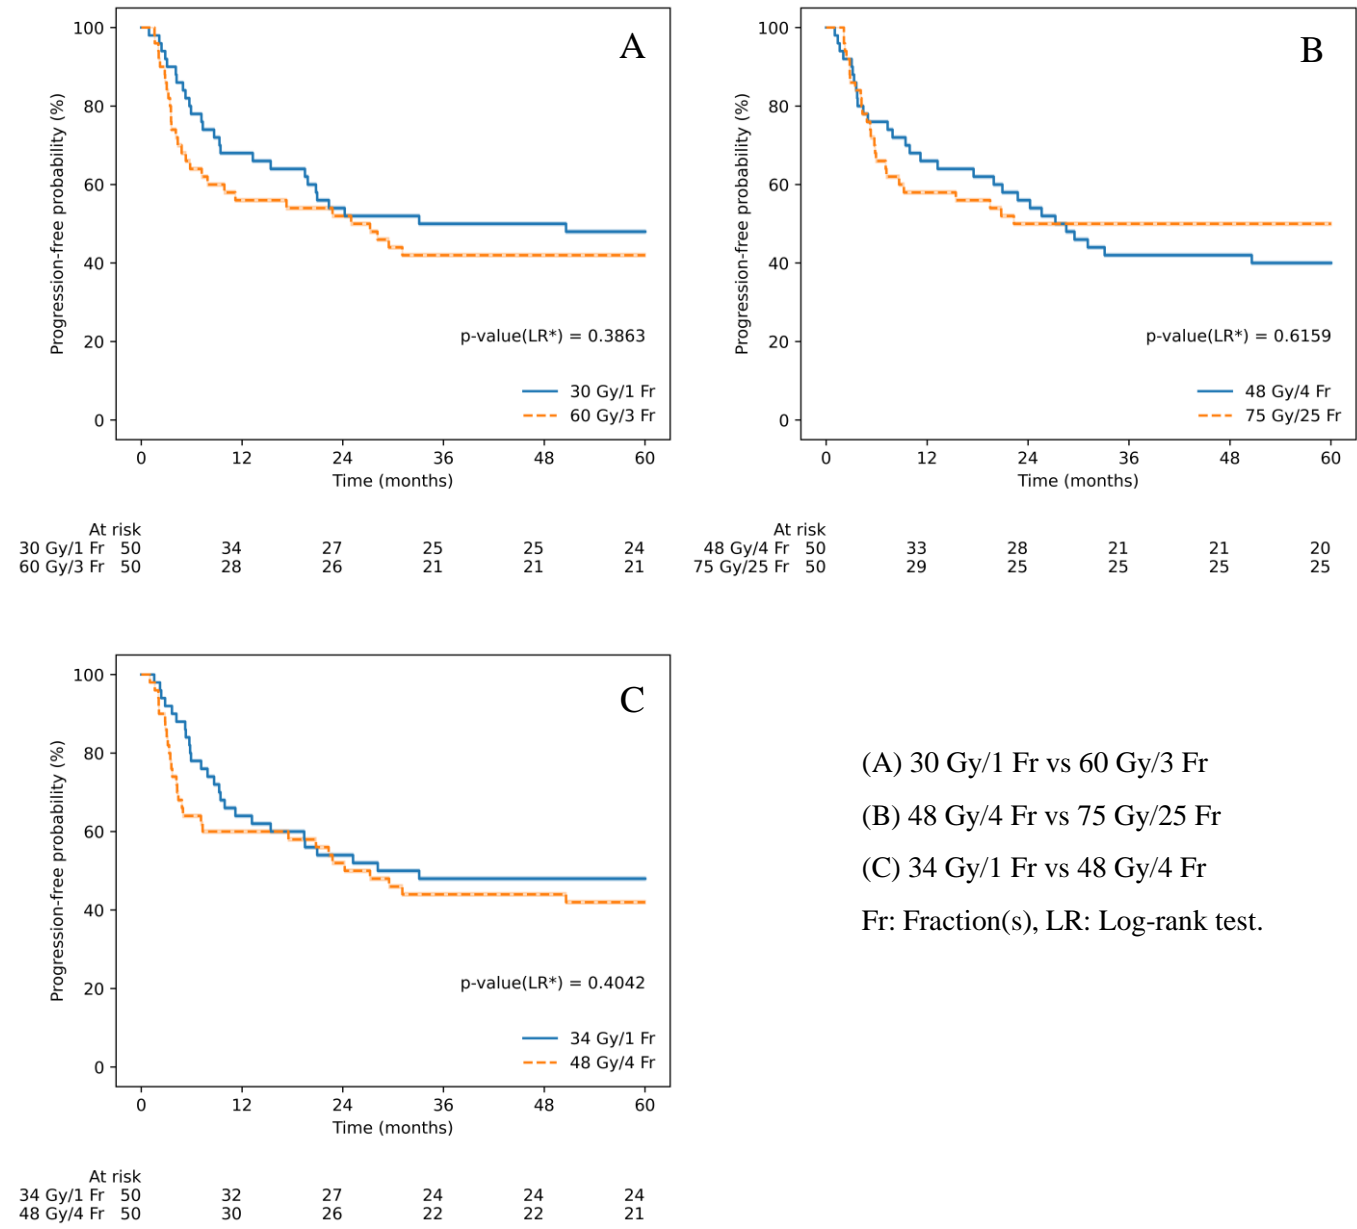 A
100
80
60
40
20
0
Progression-free probability (%)
p-value(LR*) = 0.3863
30 Gy/1 Fr
60 Gy/3 Fr
0 12 24 36 48 60
Time (months)
At risk
30 Gy/1 Fr 50 34 27 25 25 24
60 Gy/3 Fr 50 28 26 21 21 21
B
100
80
60
40
20
0
Progression-free probability (%)
p-value(LR*) = 0.6159
48 Gy/4 Fr
75 Gy/25 Fr
0 12 24 36 48 60
Time (months)
At risk
48 Gy/4 Fr 50 33 28 21 21 20
75 Gy/25 Fr 50 29 25 25 25 25
C
100
80
60
40
20
0
Progression-free probability (%)
p-value(LR*) = 0.4042
34 Gy/1 Fr
48 Gy/4 Fr
0 12 24 36 48 60
Time (months)
At risk
34 Gy/1 Fr 50 32 27 24 24 24
48 Gy/4 Fr 50 30 26 22 22 21
(A) 30 Gy/1 Fr vs 60 Gy/3 Fr
(B) 48 Gy/4 Fr vs 75 Gy/25 Fr
(C) 34 Gy/1 Fr vs 48 Gy/4 Fr
Fr: Fraction(s), LR: Log-rank test.